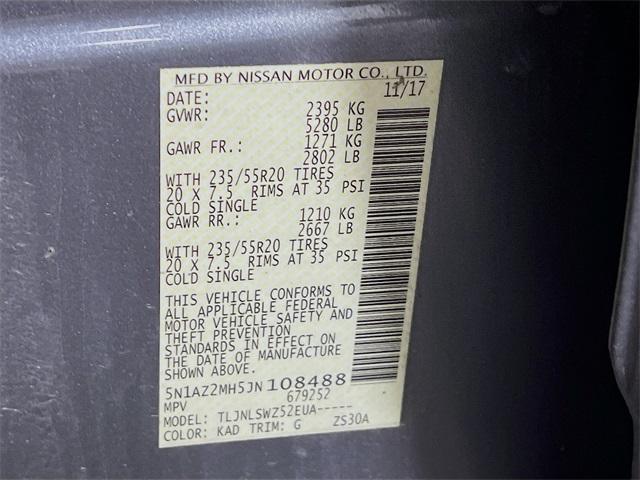 MFD BY NISSAN MOTOR CO., LTD.
DATE: 11/17
GVWR: 2395 KG
5280 LB
GAWR FR.: 1271 KG
2802 LB
WITH 235/55R20 TIRES
20 X 7.5 RIMS AT 35 PSI
COLD SINGLE
GAWR RR.: 1210 KG
2667 LB
WITH 235/55R20 TIRES
20 X 7.5 RIMS AT 35 PSI
COLD SINGLE
THIS VEHICLE CONFORMS TO
ALL APPLICABLE FEDERAL
MOTOR VEHICLE SAFETY AND
THEFT PREVENTION
STANDARDS IN EFFECT ON
THE DATE OF MANUFACTURE
SHOWN ABOVE.
5N1AZ2MH5JN108488
MPV 679252
MODEL: TLJNLSWZ52EUA-----
COLOR: KAD TRIM: G ZS30A